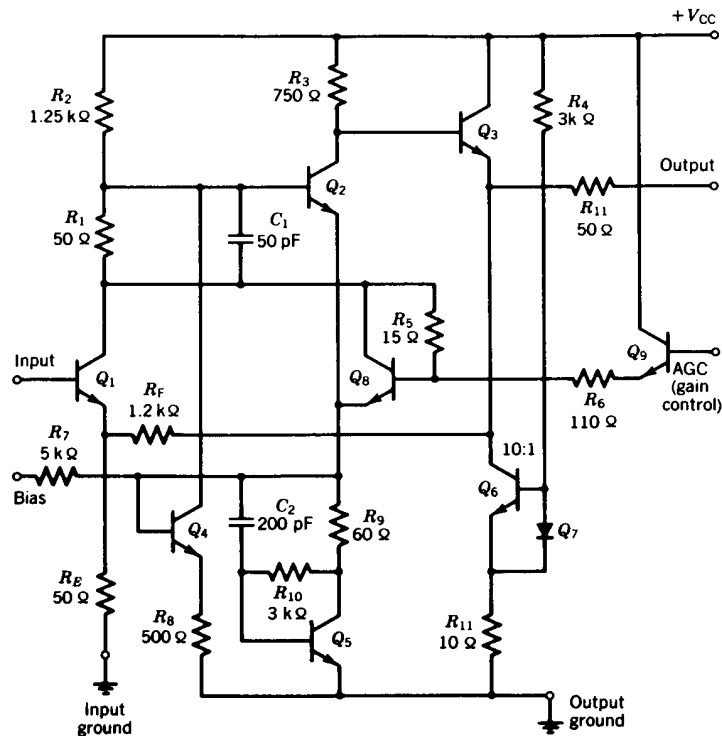 + V_CC
R_2
1.25 kΩ
R_3
750 Ω
R_4
3k Ω
Q_3
Q_2
Output
R_11
50 Ω
R_1
50 Ω
C_1
50 pF
R_5
15 Ω
Input
Q_1
Q_8
Q_9
AGC
(gain
control)
R_F
1.2 kΩ
R_6
110 Ω
R_7
5 kΩ
Bias
10:1
Q_6
Q_7
C_2
200 pF
R_9
60 Ω
Q_4
R_10
3 kΩ
R_E
50 Ω
R_8
500 Ω
Q_5
R_11
10 Ω
Input
ground
Output
ground